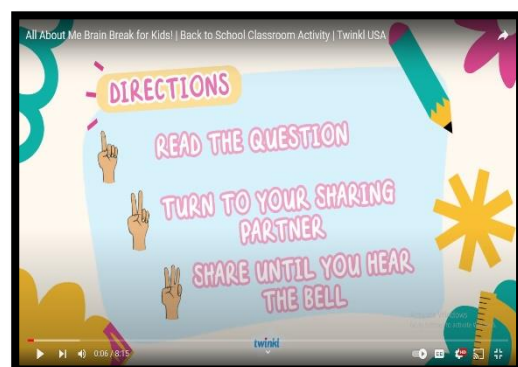 All About Me Brain Break for Kids! | Back to School Classroom Activity | Twinkl USA
DIRECTIONS
READ THE QUESTION
TURN TO YOUR SHARING
PARTNER
SHARE UNTIL YOU HEAR
THE BELL
twinkl
0:06 / 8:15